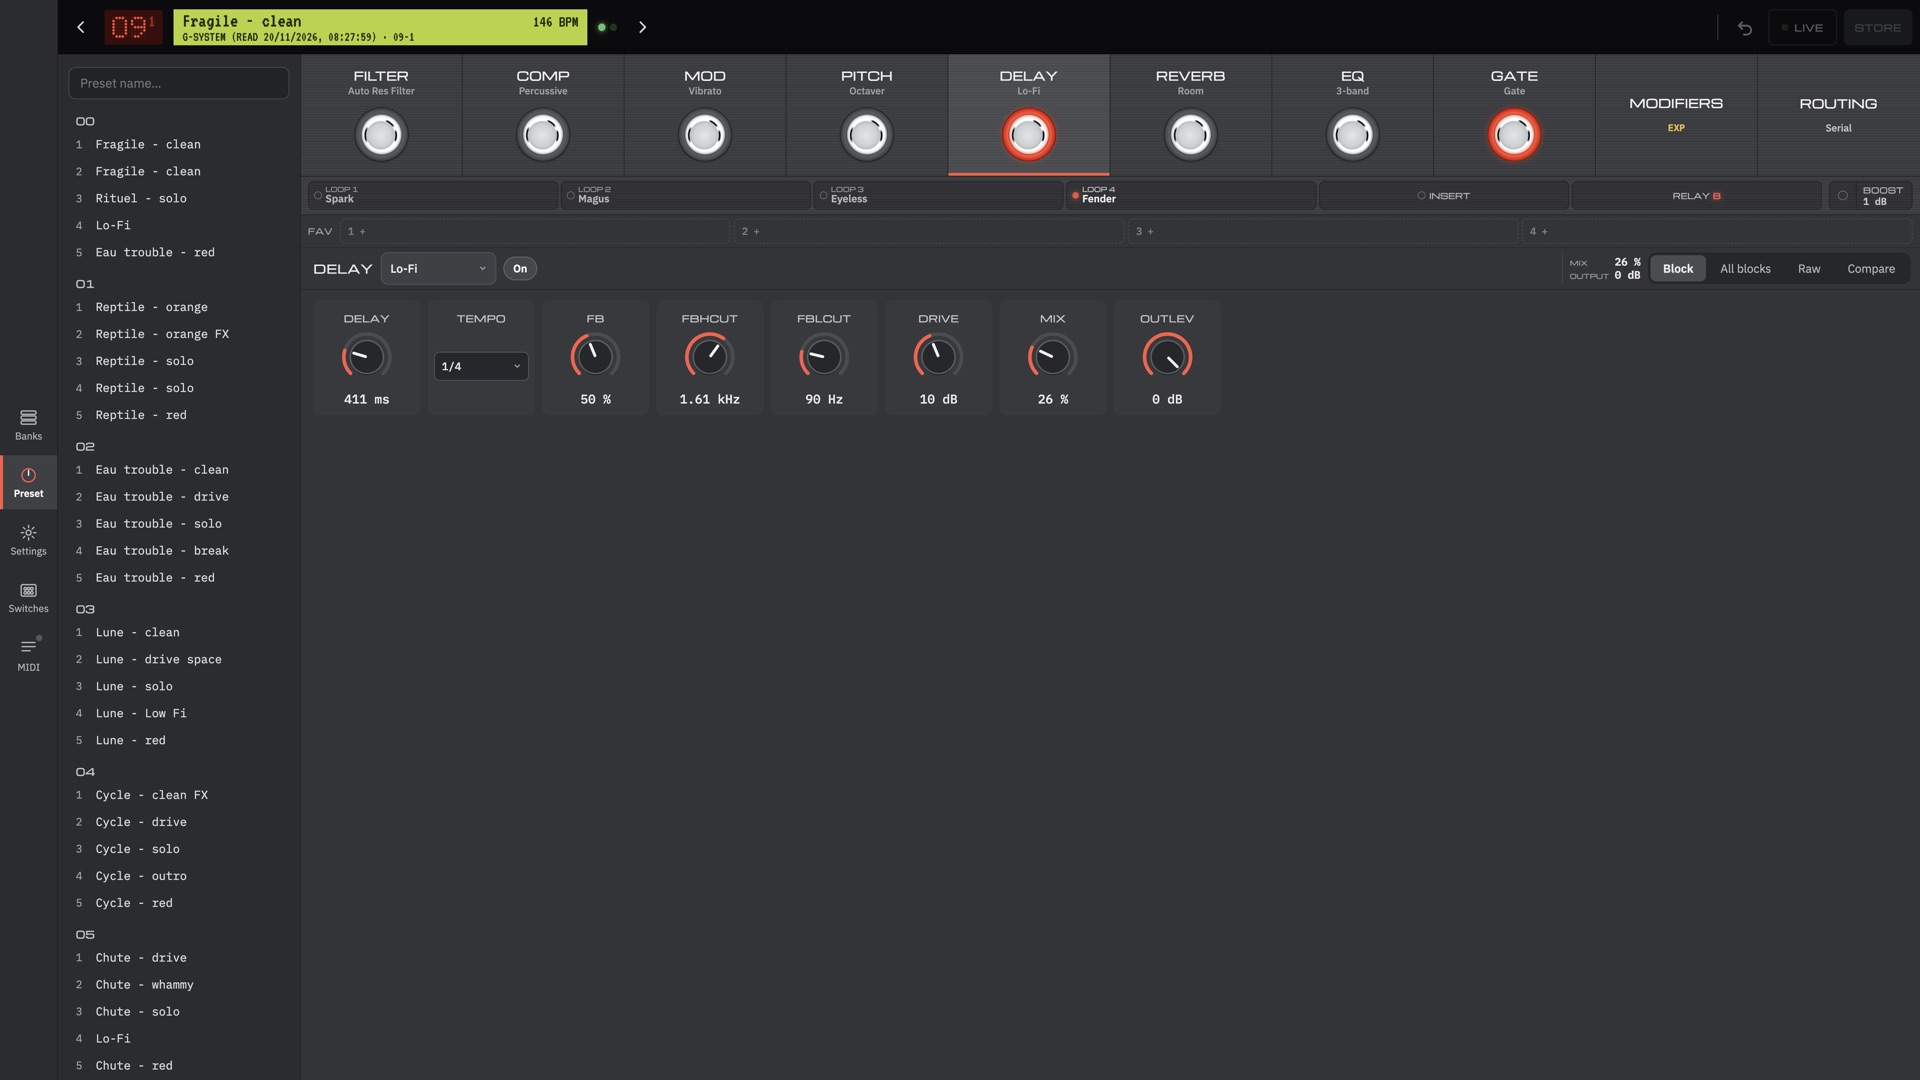 09 1
Fragile - clean 146 BPM
G-SYSTEM (READ 20/11/2026, 08:27:59) · 09-1
LIVE
STORE
Preset name...
FILTER
Auto Res Filter
COMP
Percussive
MOD
Vibrato
PITCH
Octaver
DELAY
Lo-Fi
REVERB
Room
EQ
3-band
GATE
Gate
MODIFIERS
EXP
ROUTING
Serial
LOOP 1
Spark
LOOP 2
Magus
LOOP 3
Eyeless
LOOP 4
Fender
INSERT
RELAY B
BOOST
1 dB
FAV 1 + 2 + 3 + 4 +
DELAY Lo-Fi On
MIX 26 %
OUTPUT 0 dB
Block All blocks Raw Compare
DELAY
411 ms
TEMPO
1/4
FB
50 %
FBHCUT
1.61 kHz
FBLCUT
90 Hz
DRIVE
10 dB
MIX
26 %
OUTLEV
0 dB
Banks
Preset
Settings
Switches
MIDI
00
1 Fragile - clean
2 Fragile - clean
3 Rituel - solo
4 Lo-Fi
5 Eau trouble - red
01
1 Reptile - orange
2 Reptile - orange FX
3 Reptile - solo
4 Reptile - solo
5 Reptile - red
02
1 Eau trouble - clean
2 Eau trouble - drive
3 Eau trouble - solo
4 Eau trouble - break
5 Eau trouble - red
03
1 Lune - clean
2 Lune - drive space
3 Lune - solo
4 Lune - Low Fi
5 Lune - red
04
1 Cycle - clean FX
2 Cycle - drive
3 Cycle - solo
4 Cycle - outro
5 Cycle - red
05
1 Chute - drive
2 Chute - whammy
3 Chute - solo
4 Lo-Fi
5 Chute - red